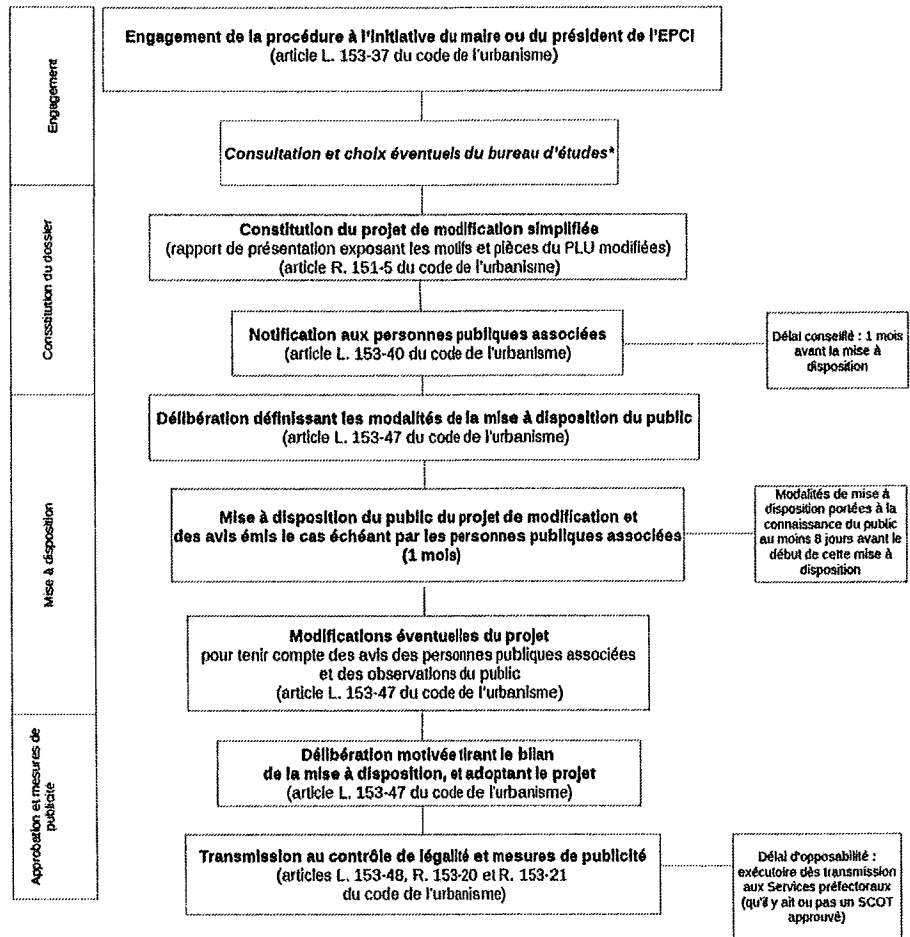 Engagement
Engagement de la procédure à l'initiative du maire ou du président de l'EPCI
(article L. 153-37 du code de l'urbanisme)
Consultation et choix éventuels du bureau d'études*
Consstitution du dossier
Constitution du projet de modification simplifiée
(rapport de présentation exposant les motifs et pièces du PLU modifiées)
(article R. 151-5 du code de l'urbanisme)
Notification aux personnes publiques associées
(article L. 153-40 du code de l'urbanisme)
Délai conseillé : 1 mois
avant la mise à
disposition
Mise à disposition
Délibération définissant les modalités de la mise à disposition du public
(article L. 153-47 du code de l'urbanisme)
Mise à disposition du public du projet de modification et
des avis émis le cas échéant par les personnes publiques associées
(1 mois)
Modalités de mise à
disposition portées à la
connaissance du public
au moins 8 jours avant le
début de cette mise à
disposition
Modifications éventuelles du projet
pour tenir compte des avis des personnes publiques associées
et des observations du public
(article L. 153-47 du code de l'urbanisme)
Approbation et mesures de
publicité
Délibération motivée tirant le bilan
de la mise à disposition, et adoptant le projet
(article L. 153-47 du code de l'urbanisme)
Transmission au contrôle de légalité et mesures de publicité
(articles L. 153-48, R. 153-20 et R. 153-21
du code de l'urbanisme)
Délai d'opposabilité :
exécutoire dès transmission
aux Services préfectoraux
(qu'il y ait ou pas un SCOT
approuvé)